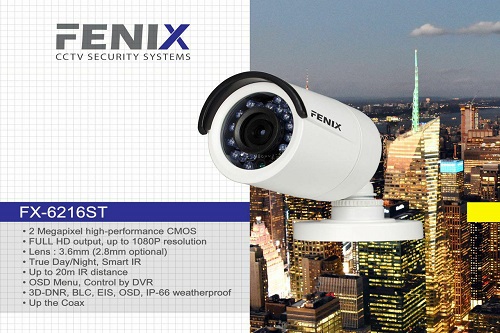 FENIX
CCTV SECURITY SYSTEMS
FENIX
FX-6216ST
• 2 Megapixel high-performance CMOS
• FULL HD output, up to 1080P resolution
• Lens : 3.6mm (2.8mm optional)
• True Day/Night, Smart IR
• Up to 20m IR distance
• OSD Menu, Control by DVR
• 3D-DNR, BLC, EIS, OSD, IP-66 weatherproof
• Up the Coax